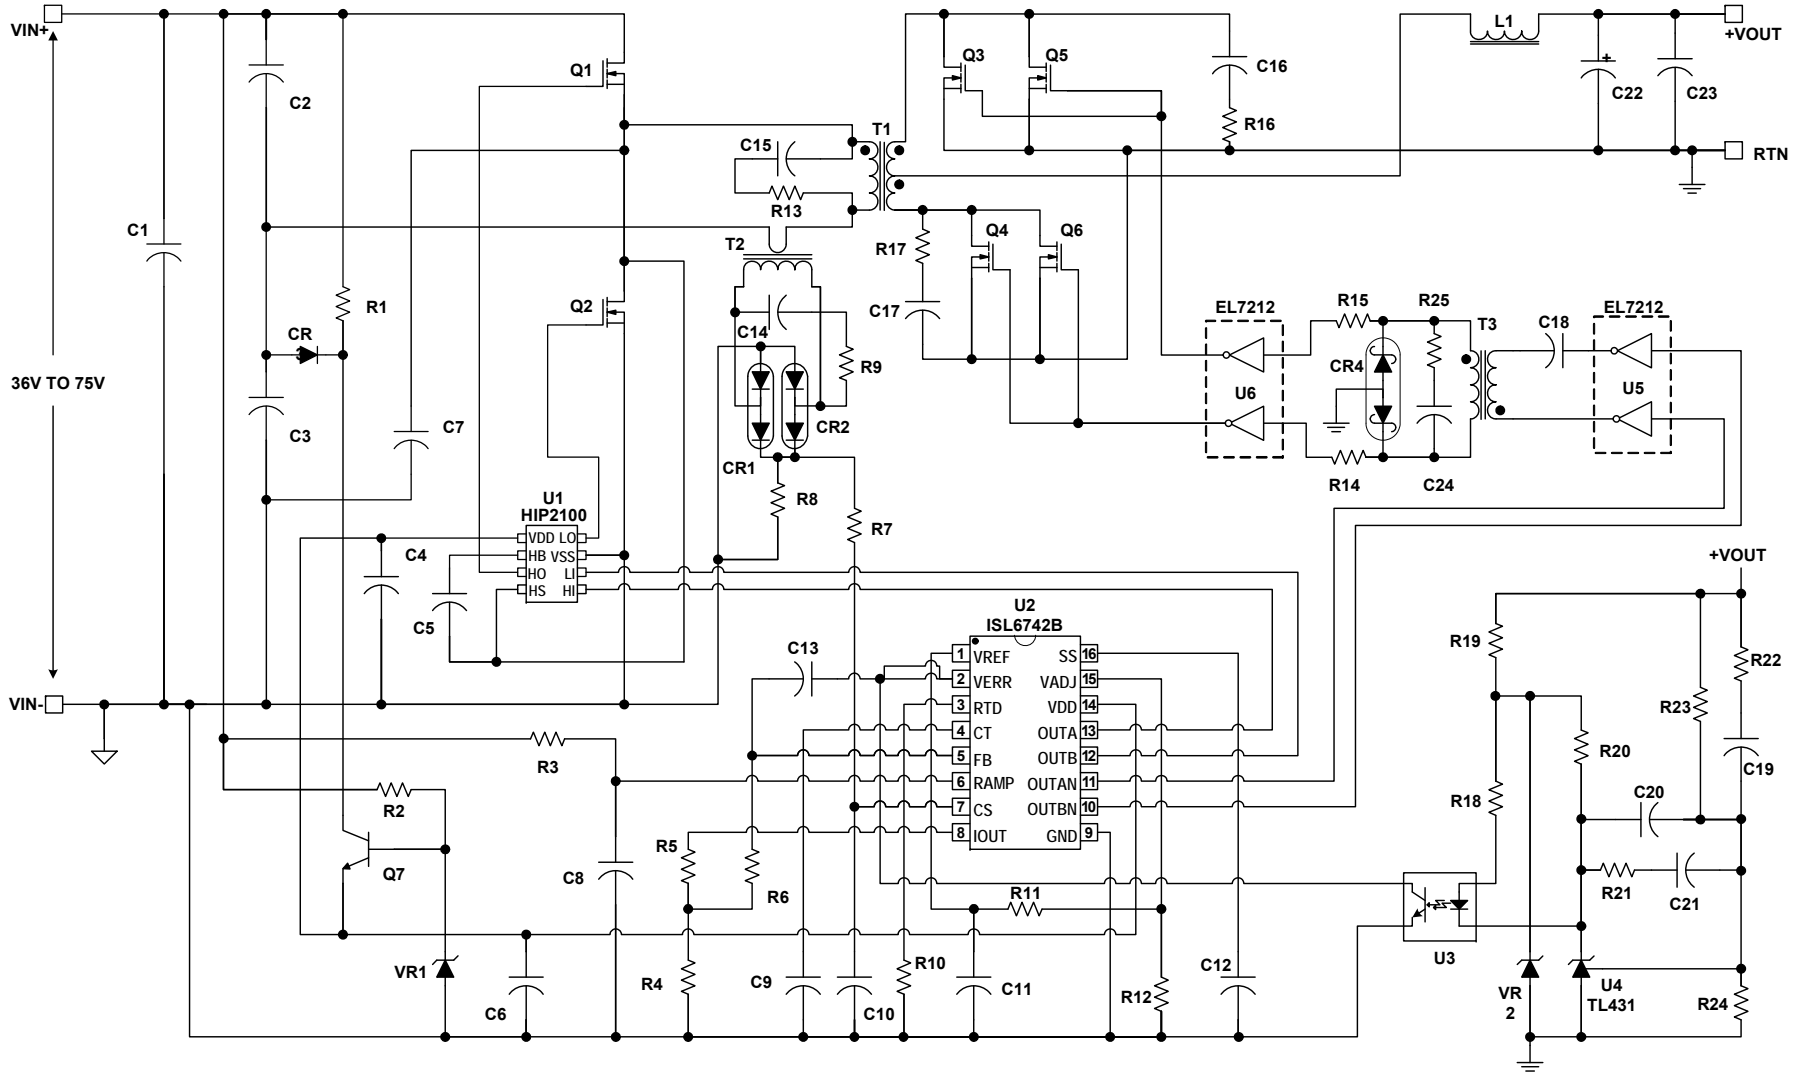 VIN+
+VOUT
RTN
36V TO 75V
VIN-
C1
C2
C3
CR
R1
C7
Q1
Q2
C15
R13
T1
T2
C14
R9
CR1
CR2
R8
R7
Q3
Q5
C16
R16
L1
C22
+
C23
R17
C17
Q4
Q6
EL7212
U6
R15
R14
CR4
R25
C24
T3
C18
EL7212
U5
U1
HIP2100
VDD LO
HB VSS
HO LI
HS HI
C4
C5
U2
ISL6742B
1 VREF SS 16
2 VERR VADJ 15
3 RTD VDD 14
4 CT OUTA 13
5 FB OUTB 12
6 RAMP OUTAN 11
7 CS OUTBN 10
8 IOUT GND 9
C13
R3
R2
Q7
VR1
C6
C8
R5
R6
R4
C9
C10
R10
R11
C11
R12
C12
U3
+VOUT
R19
R18
R20
R23
R22
C19
C20
R21
C21
VR
2
U4
TL431
R24